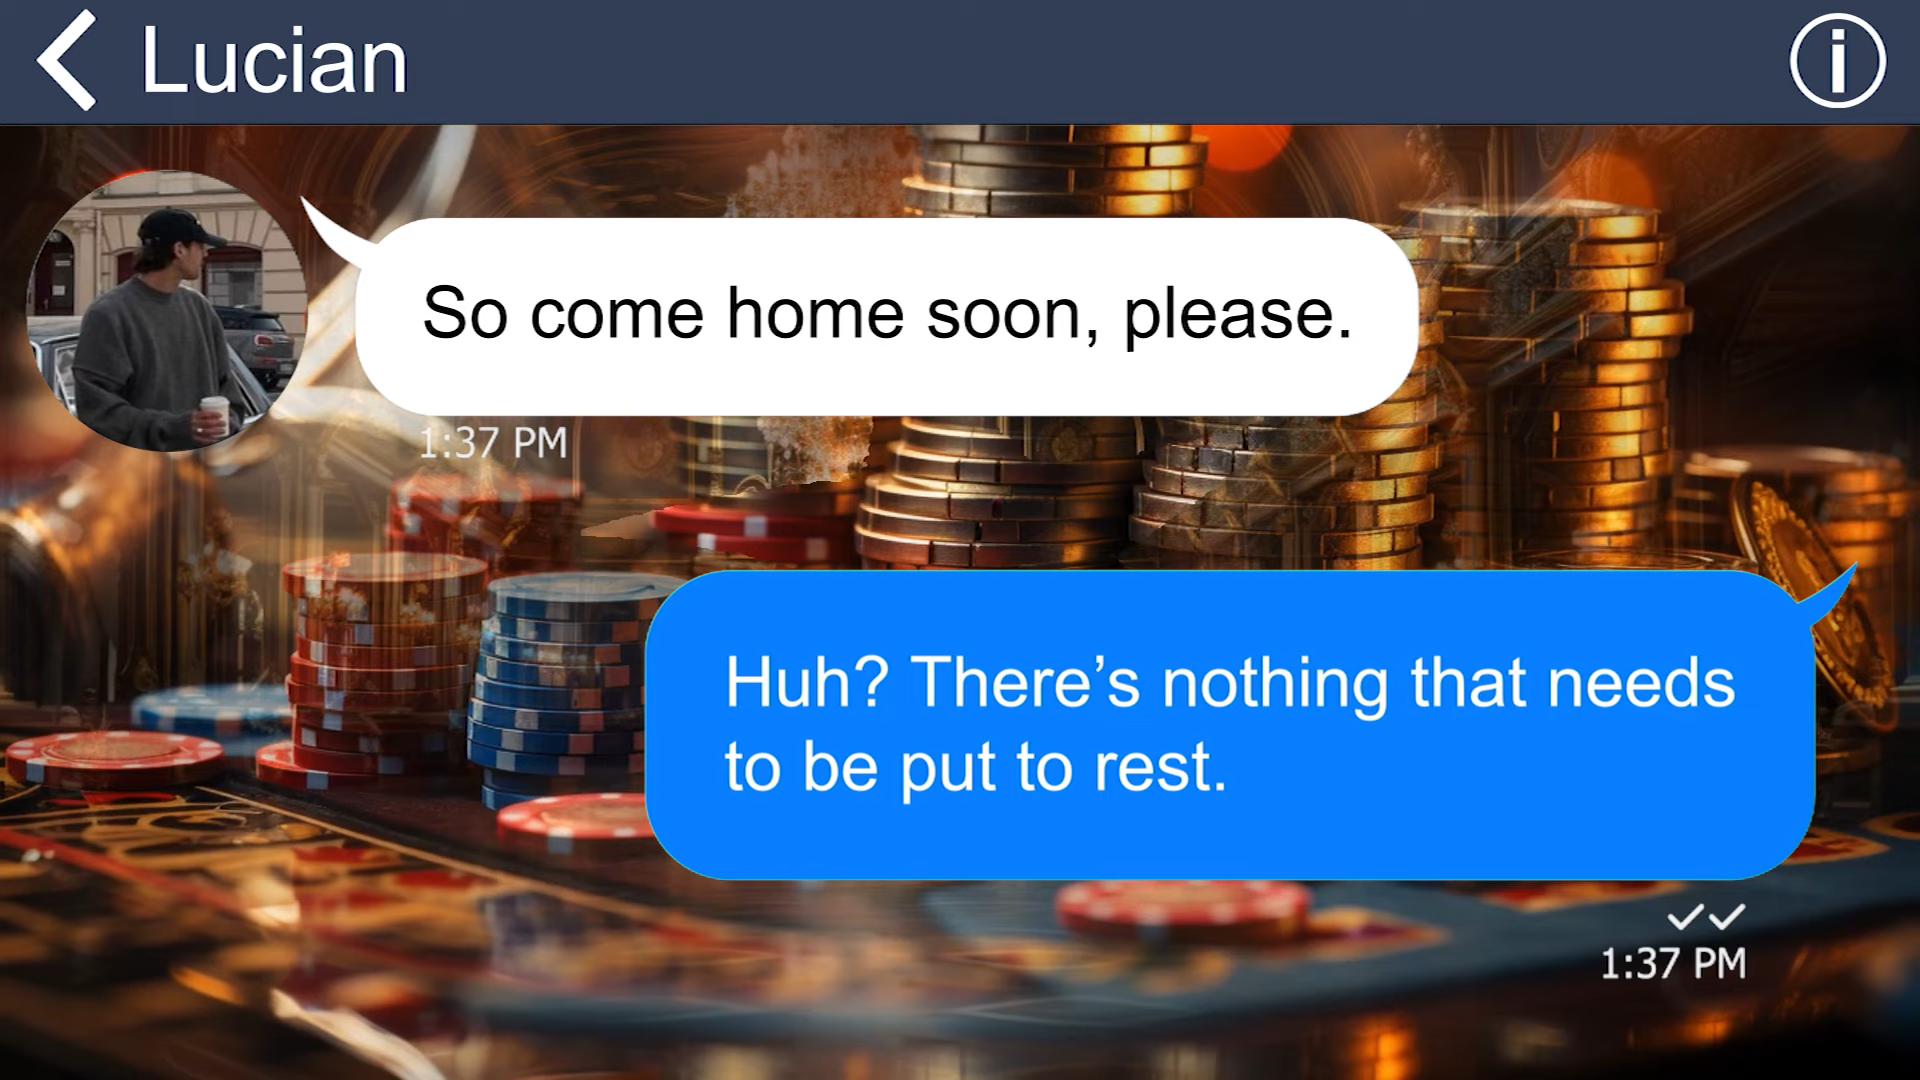 Lucian
So come home soon, please.
1:37 PM
Huh? There’s nothing that needs
to be put to rest.
1:37 PM